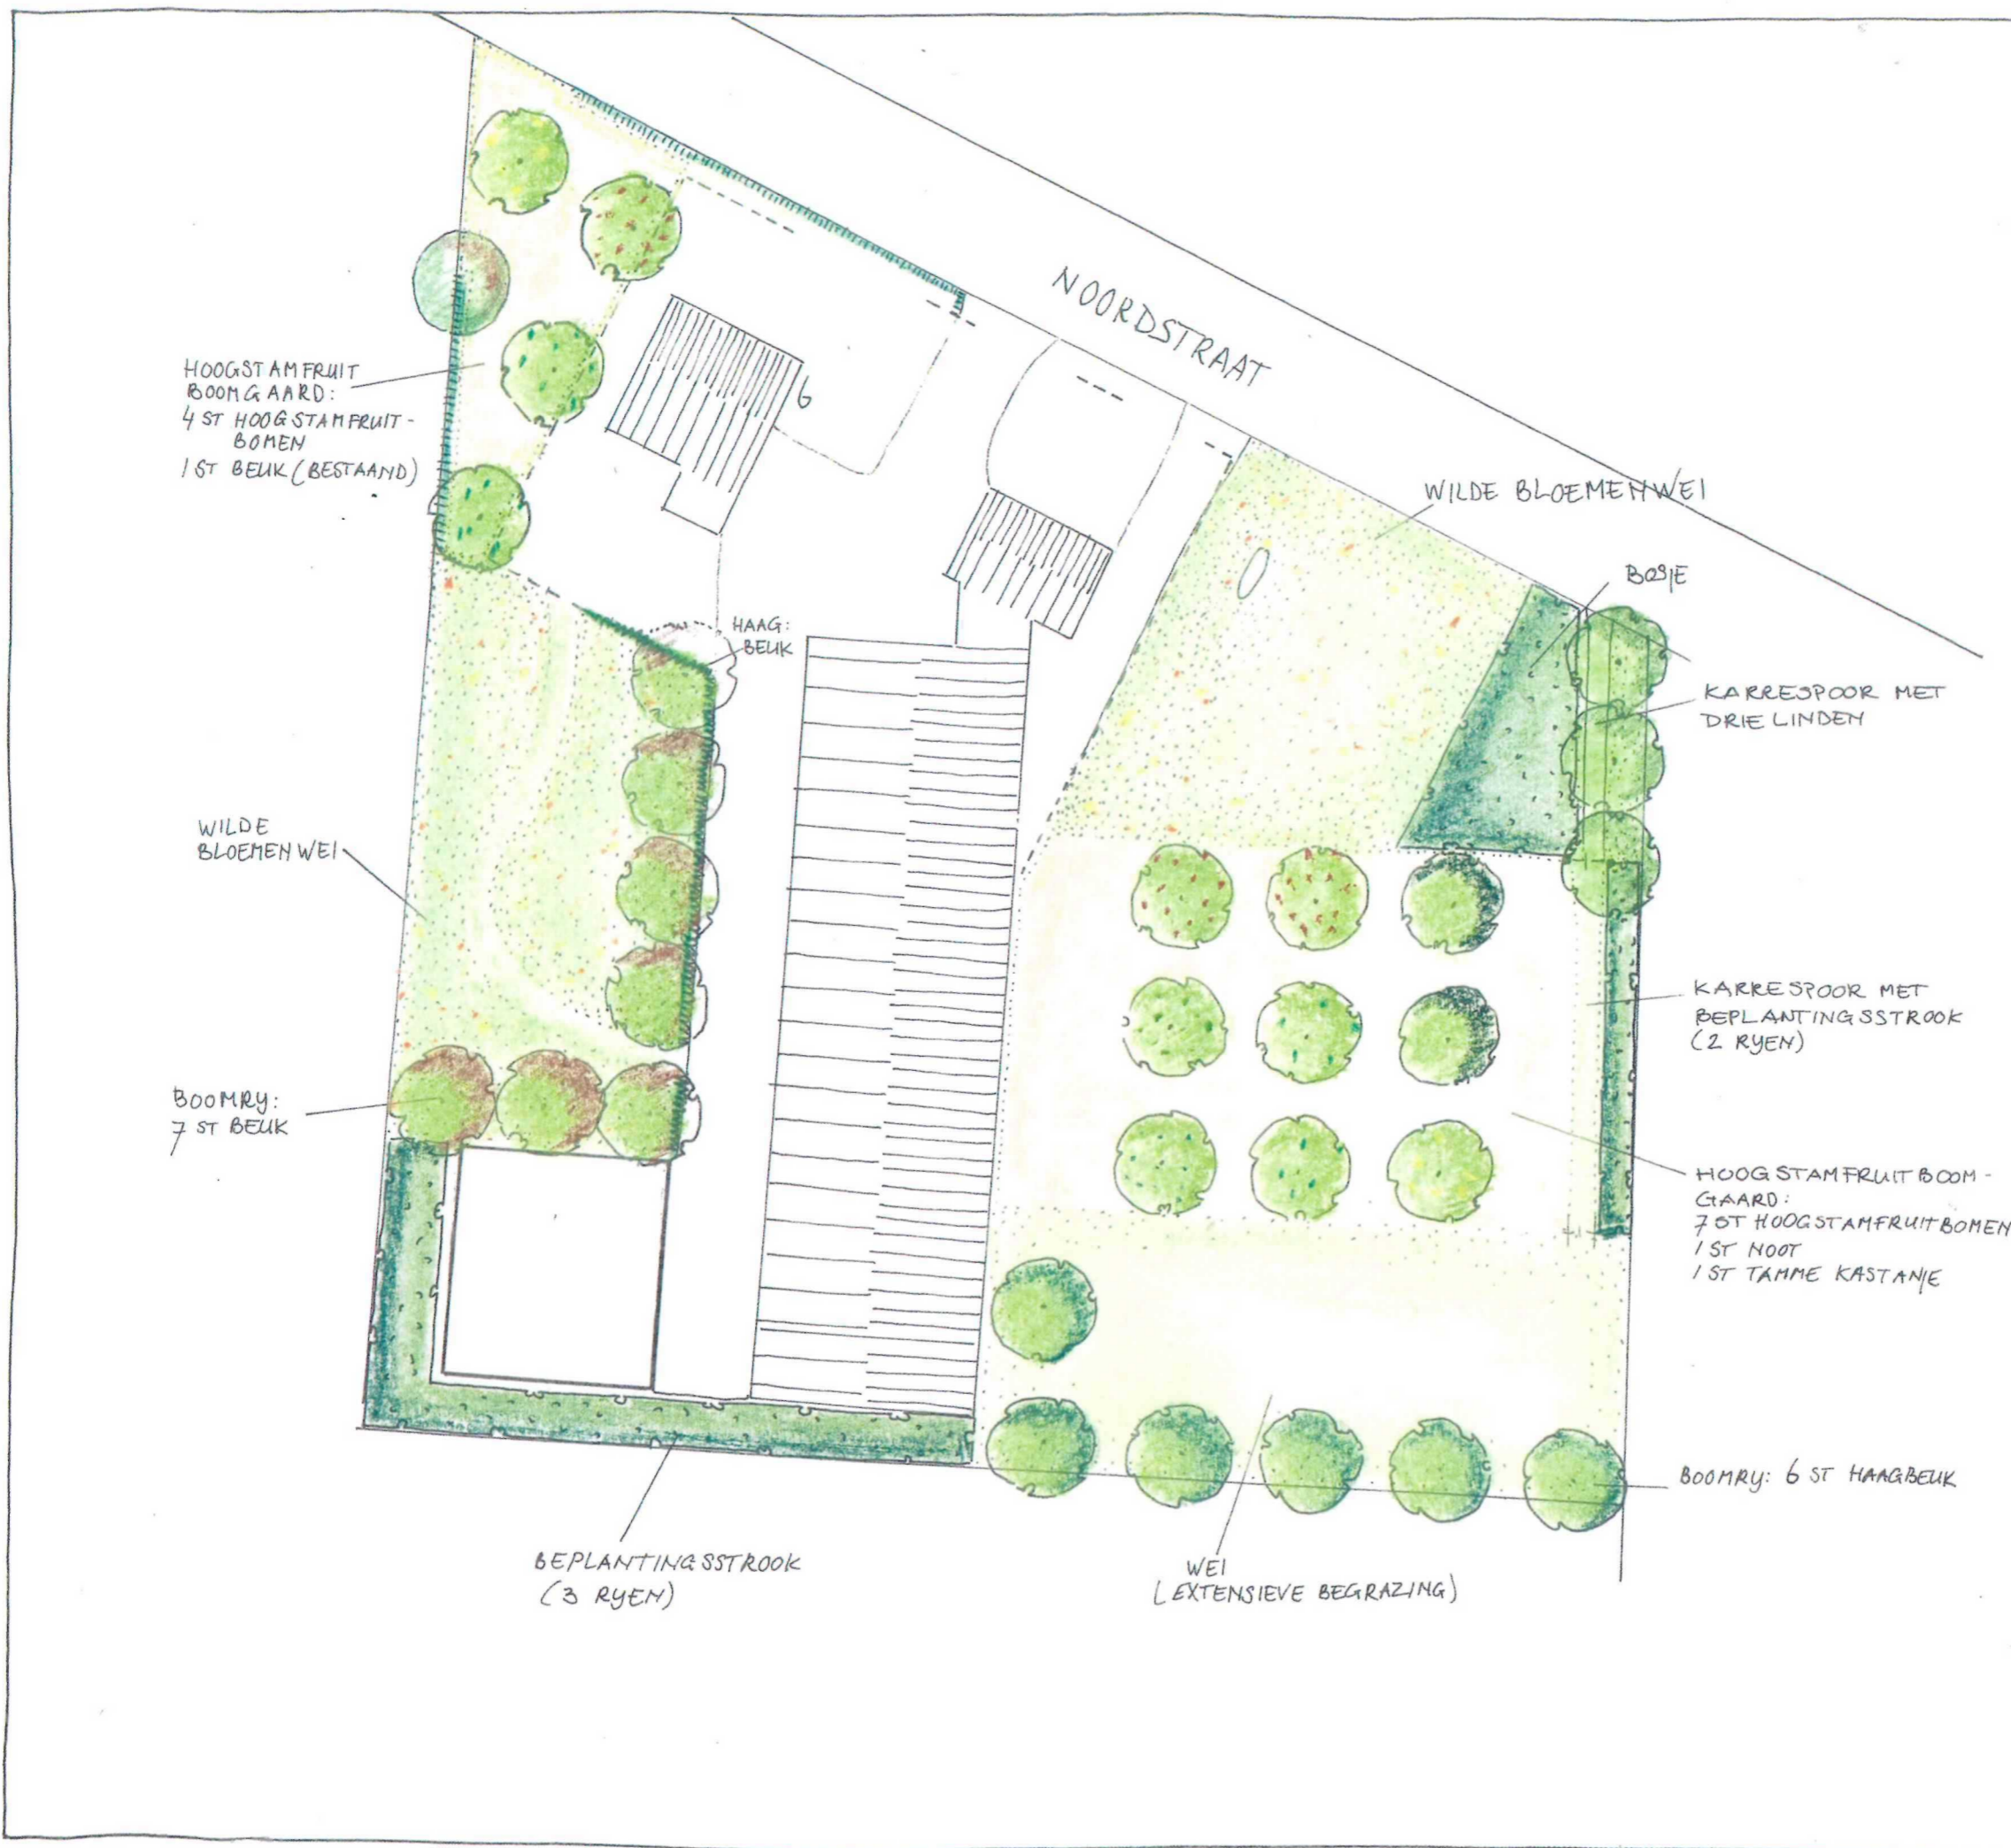 NOORDSTRAAT
6
HOOGSTAMFRUIT
BOOMGAARD:
4 ST HOOGSTAMFRUIT-
BOMEN
1 ST BEUK (BESTAAND)
WILDE BLOEMENWEI
BOSJE
HAAG:
BEUK
KARRESPOOR MET
DRIE LINDEN
WILDE
BLOEMENWEI
KARRESPOOR MET
BEPLANTINGSSTROOK
(2 RYEN)
BOOMRY:
7 ST BEUK
HOOGSTAMFRUITBOOM-
GAARD:
7 ST HOOGSTAMFRUITBOMEN
1 ST NOOT
1 ST TAMME KASTANJE
BOOMRY: 6 ST HAAGBEUK
BEPLANTINGSSTROOK
(3 RYEN)
WEI
(EXTENSIEVE BEGRAZING)